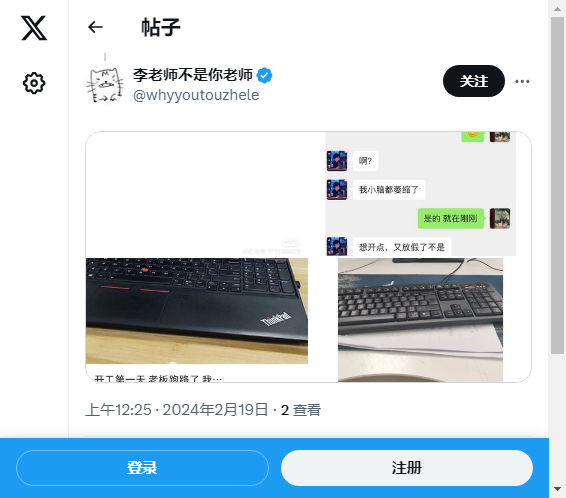 帖子
李老师不是你老师
@whyyoutouzhele
关注
啊?
我小脑都萎缩了
是的 就在刚刚
想开点，又放假了不是
ThinkPad
开工第一天 老板跑路了 我…
上午12:25 · 2024年2月19日 · 2 查看
登录
注册